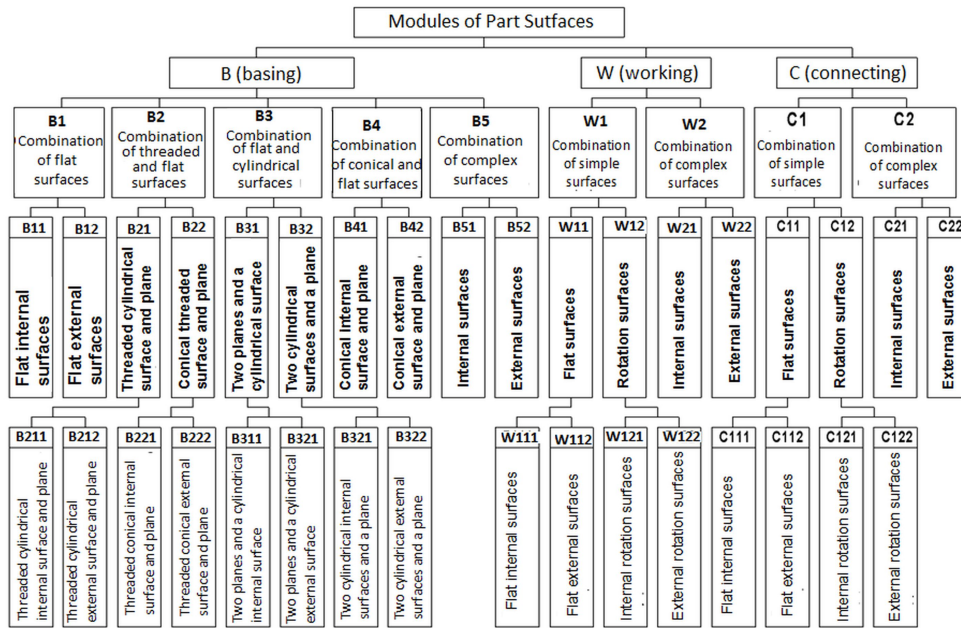 Modules of Part Sutfaces
B (basing)
W (working)
C (connecting)
B1
Combination
of flat
surfaces
B2
Combination
of threaded
and flat
surfaces
B3
Combination
of flat and
cylindrical
surfaces
B4
Combination
of conical and
flat surfaces
B5
Combination
of complex
surfaces
W1
Combination
of simple
surfaces
W2
Combination
of complex
surfaces
C1
Combination
of simple
surfaces
C2
Combination
of complex
surfaces
B11
Flat internal
surfaces
B12
Flat external
surfaces
B21
Threaded cylindrical
surface and plane
B22
Conical threaded
surface and plane
B31
Two planes and a
cylindrical surface
B32
Two cylindrical
surfaces and a plane
B41
Conical Internal
surface and plane
B42
Conical external
surface and plane
B51
Internal surfaces
B52
External surfaces
W11
Flat surfaces
W12
Rotation surfaces
W21
Internal surfaces
W22
External surfaces
C11
Flat surfaces
C12
Rotation surfaces
C21
Internal surfaces
C22
External surfaces
B211
Threaded cylindrical
internal surface and plane
B212
Threaded cylindrical
external surface and plane
B221
Threaded conical internal
surface and plane
B222
Threaded conical external
surface and plane
B311
Two planes and a cylindrical
internal surface
B321
Two planes and a cylindrical
external surface
B321
Two cylindrical internal
surfaces and a plane
B322
Two cylindrical external
surfaces and a plane
W111
Flat internal surfaces
W112
Flat external surfaces
W121
Internal rotation surfaces
W122
External rotation surfaces
C111
Flat internal surfaces
C112
Flat external surfaces
C121
Internal rotation surfaces
C122
External rotation surfaces